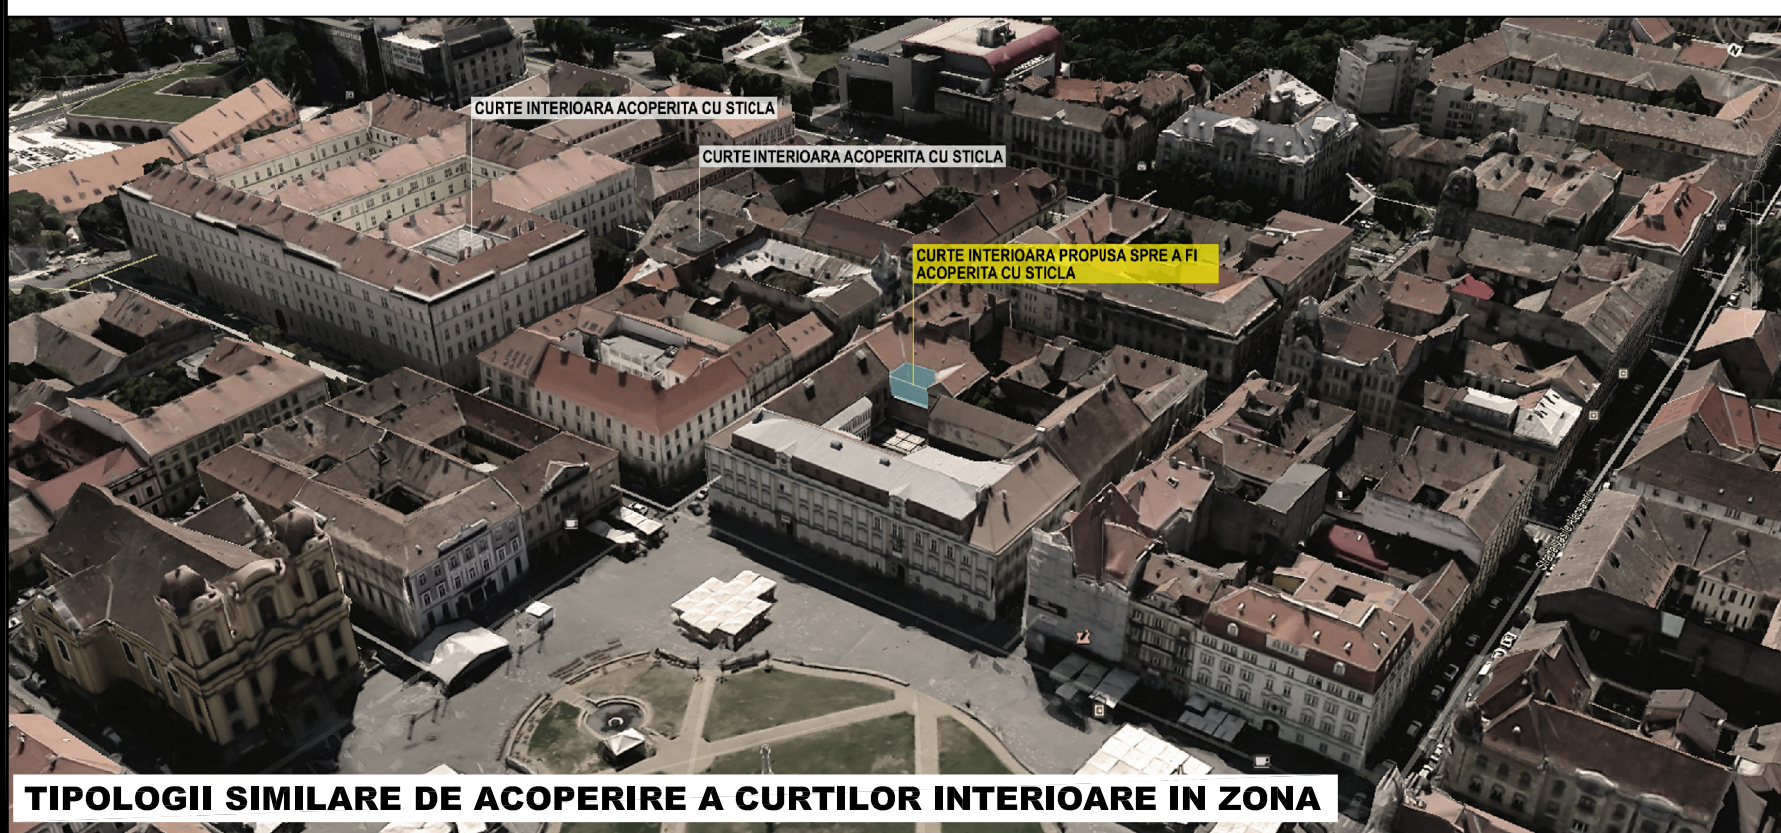 CURTE INTERIOARA ACOPERITA CU STICLA
CURTE INTERIOARA ACOPERITA CU STICLA
CURTE INTERIOARA PROPUSA SPRE A FI
ACOPERITA CU STICLA
TIPOLOGII SIMILARE DE ACOPERIRE A CURTILOR INTERIOARE IN ZONA